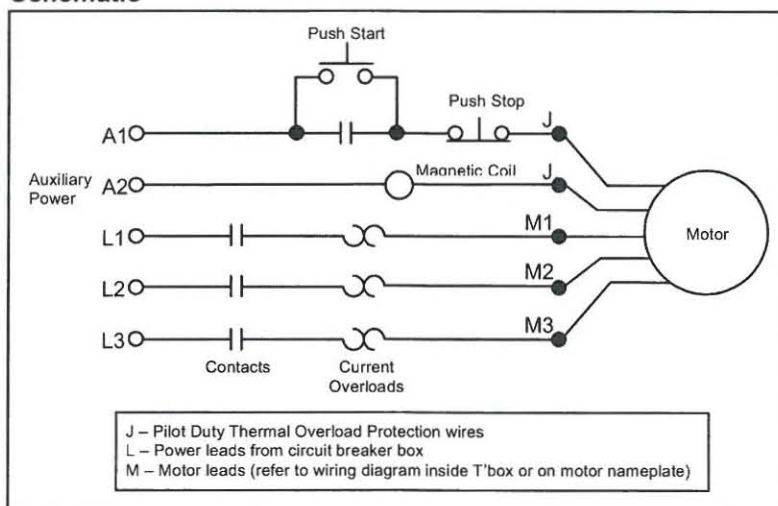 Push Start
Push Stop
A1
J
Auxiliary
Power
A2
Magnetic Coil
J
L1
M1
Motor
L2
M2
L3
M3
Contacts
Current
Overloads
J – Pilot Duty Thermal Overload Protection wires
L – Power leads from circuit breaker box
M – Motor leads (refer to wiring diagram inside T'box or on motor nameplate)